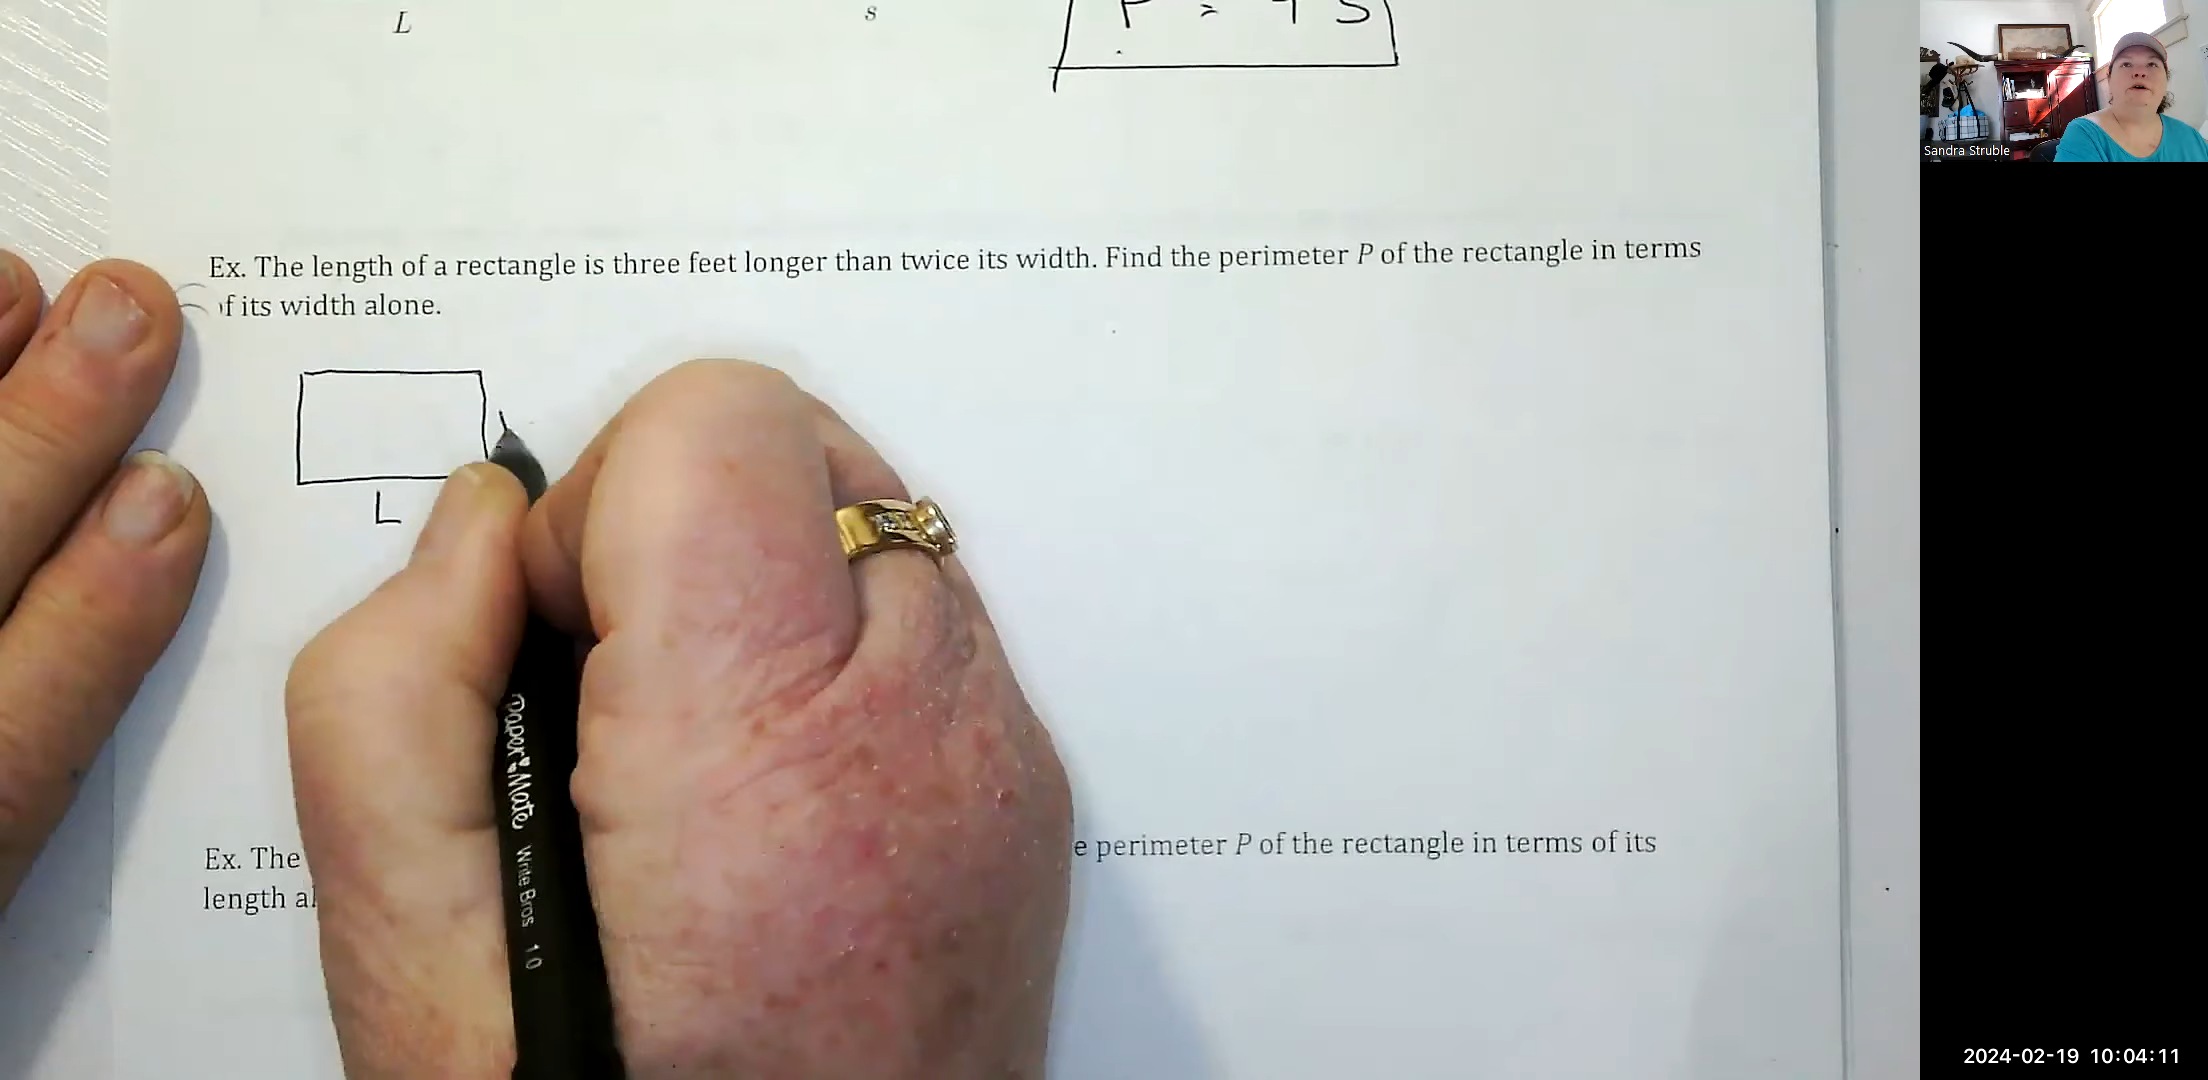 L
s
P = 4 S
Sandra Struble
Ex. The length of a rectangle is three feet longer than twice its width. Find the perimeter P of the rectangle in terms
f its width alone.
L
Paper Mate Write Bros 1.0
Ex. The e perimeter P of the rectangle in terms of its
length al
2024-02-19 10:04:11